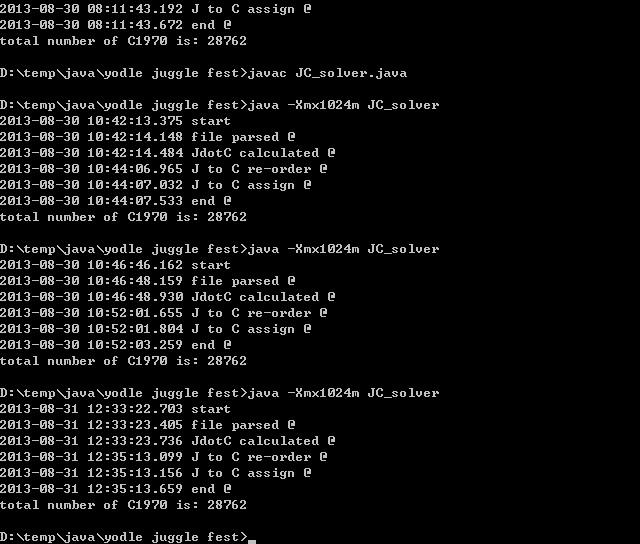 2013-08-30 08:11:43.192 J to C assign @
2013-08-30 08:11:43.672 end @
total number of C1970 is: 28762
D:\temp\java\yodle juggle fest>javac JC_solver.java
D:\temp\java\yodle juggle fest>java -Xmx1024m JC_solver
2013-08-30 10:42:13.375 start
2013-08-30 10:42:14.148 file parsed @
2013-08-30 10:42:14.484 JdotC calculated @
2013-08-30 10:44:06.965 J to C re-order @
2013-08-30 10:44:07.032 J to C assign @
2013-08-30 10:44:07.533 end @
total number of C1970 is: 28762
D:\temp\java\yodle juggle fest>java -Xmx1024m JC_solver
2013-08-30 10:46:46.162 start
2013-08-30 10:46:48.159 file parsed @
2013-08-30 10:46:48.930 JdotC calculated @
2013-08-30 10:52:01.655 J to C re-order @
2013-08-30 10:52:01.804 J to C assign @
2013-08-30 10:52:03.259 end @
total number of C1970 is: 28762
D:\temp\java\yodle juggle fest>java -Xmx1024m JC_solver
2013-08-31 12:33:22.703 start
2013-08-31 12:33:23.405 file parsed @
2013-08-31 12:33:23.736 JdotC calculated @
2013-08-31 12:35:13.099 J to C re-order @
2013-08-31 12:35:13.156 J to C assign @
2013-08-31 12:35:13.659 end @
total number of C1970 is: 28762
D:\temp\java\yodle juggle fest>_